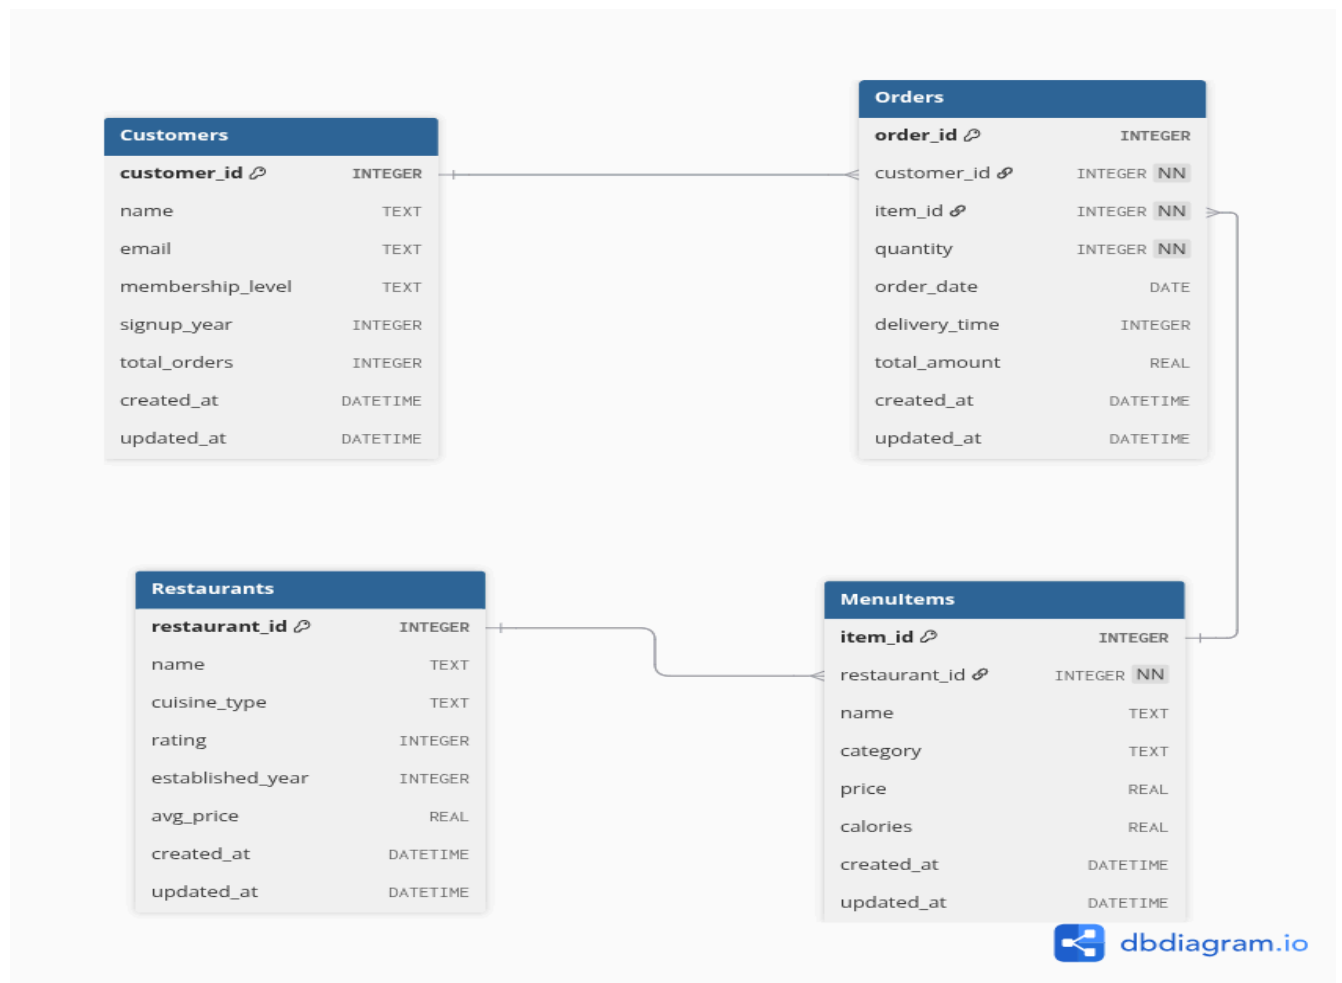 Customers
customer_id INTEGER
name TEXT
email TEXT
membership_level TEXT
signup_year INTEGER
total_orders INTEGER
created_at DATETIME
updated_at DATETIME
Orders
order_id INTEGER
customer_id INTEGER NN
item_id INTEGER NN
quantity INTEGER NN
order_date DATE
delivery_time INTEGER
total_amount REAL
created_at DATETIME
updated_at DATETIME
Restaurants
restaurant_id INTEGER
name TEXT
cuisine_type TEXT
rating INTEGER
established_year INTEGER
avg_price REAL
created_at DATETIME
updated_at DATETIME
MenuItems
item_id INTEGER
restaurant_id INTEGER NN
name TEXT
category TEXT
price REAL
calories REAL
created_at DATETIME
updated_at DATETIME
dbdiagram.io